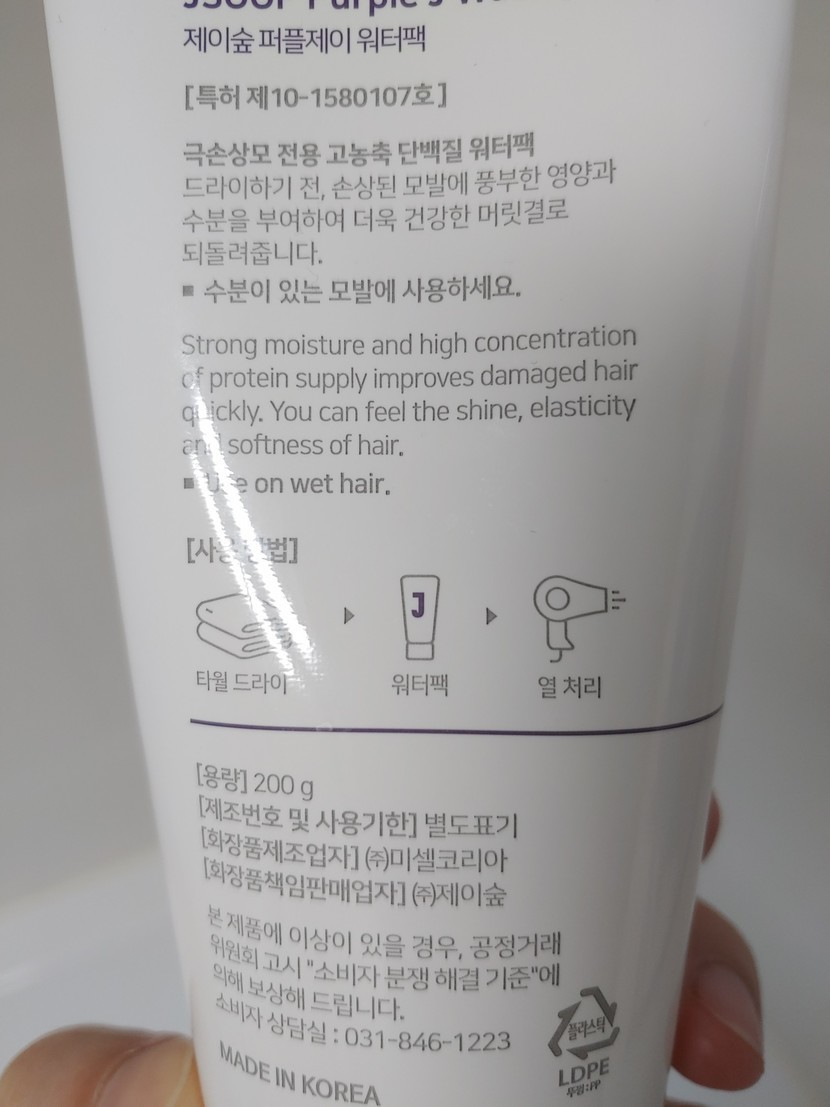 JSOOP Purple J
제이숲 퍼플제이 워터팩
[특허 제10-1580107호]
극손상모 전용 고농축 단백질 워터팩
드라이하기 전, 손상된 모발에 풍부한 영양과
수분을 부여하여 더욱 건강한 머릿결로
되돌려줍니다.
▪ 수분이 있는 모발에 사용하세요.
Strong moisture and high concentration
of protein supply improves damaged hair
quickly. You can feel the shine, elasticity
and softness of hair.
▪ Use on wet hair.
[사용 방법]
J
타월 드라이 워터팩 열 처리
[용량] 200 g
[제조번호 및 사용기한] 별도표기
[화장품제조업자] ㈜미셀코리아
[화장품책임판매업자] ㈜제이숲
본 제품에 이상이 있을 경우, 공정거래
위원회 고시 "소비자 분쟁 해결 기준"에
의해 보상해 드립니다.
소비자 상담실 : 031-846-1223
플라스틱
LDPE
뚜껑:PP
MADE IN KOREA